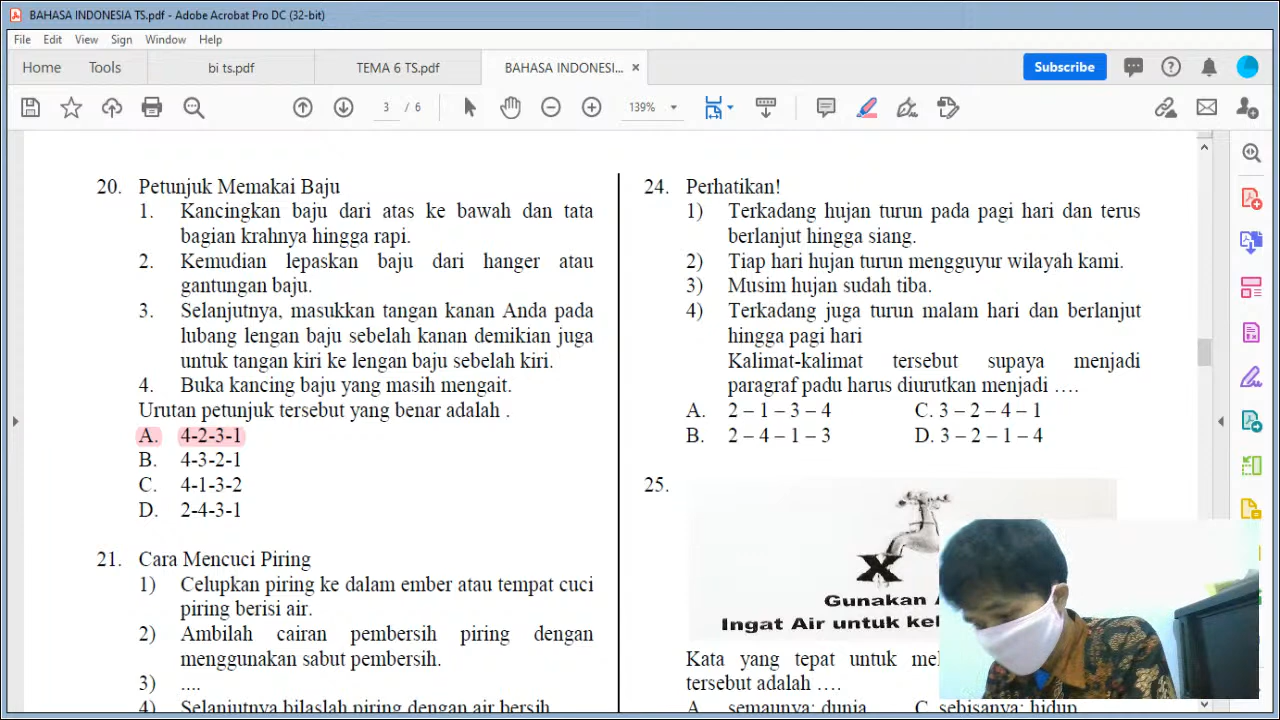 BAHASA INDONESIA TS.pdf - Adobe Acrobat Pro DC (32-bit)
File Edit View Sign Window Help
Home Tools bi ts.pdf TEMA 6 TS.pdf BAHASA INDONESI... × Subscribe
3 / 6 139%
20. Petunjuk Memakai Baju
1. Kancingkan baju dari atas ke bawah dan tata
bagian krahnya hingga rapi.
2. Kemudian lepaskan baju dari hanger atau
gantungan baju.
3. Selanjutnya, masukkan tangan kanan Anda pada
lubang lengan baju sebelah kanan demikian juga
untuk tangan kiri ke lengan baju sebelah kiri.
4. Buka kancing baju yang masih mengait.
Urutan petunjuk tersebut yang benar adalah .
A. 4-2-3-1
B. 4-3-2-1
C. 4-1-3-2
D. 2-4-3-1
21. Cara Mencuci Piring
1) Celupkan piring ke dalam ember atau tempat cuci
piring berisi air.
2) Ambilah cairan pembersih piring dengan
menggunakan sabut pembersih.
3) ....
4) Selanjutnya bilaslah piring dengan air bersih
24. Perhatikan!
1) Terkadang hujan turun pada pagi hari dan terus
berlanjut hingga siang.
2) Tiap hari hujan turun mengguyur wilayah kami.
3) Musim hujan sudah tiba.
4) Terkadang juga turun malam hari dan berlanjut
hingga pagi hari
Kalimat-kalimat tersebut supaya menjadi
paragraf padu harus diurutkan menjadi ….
A. 2 – 1 – 3 – 4 C. 3 – 2 – 4 – 1
B. 2 – 4 – 1 – 3 D. 3 – 2 – 1 – 4
25.
X
Gunakan
Ingat Air untuk
Kata yang tepat untuk
tersebut adalah ….
A semaunya; dunia C sebisanya; hidup